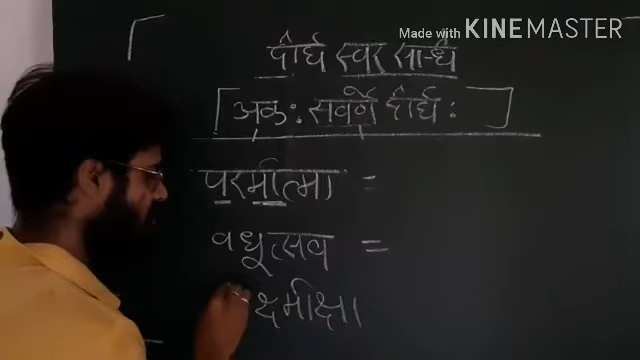 Made with KINEMASTER
दीर्घ स्वर सन्धि
[अकः सवर्णे दीर्घः]
परमात्मा =
वधूत्सव =
क्ष्मीक्षा